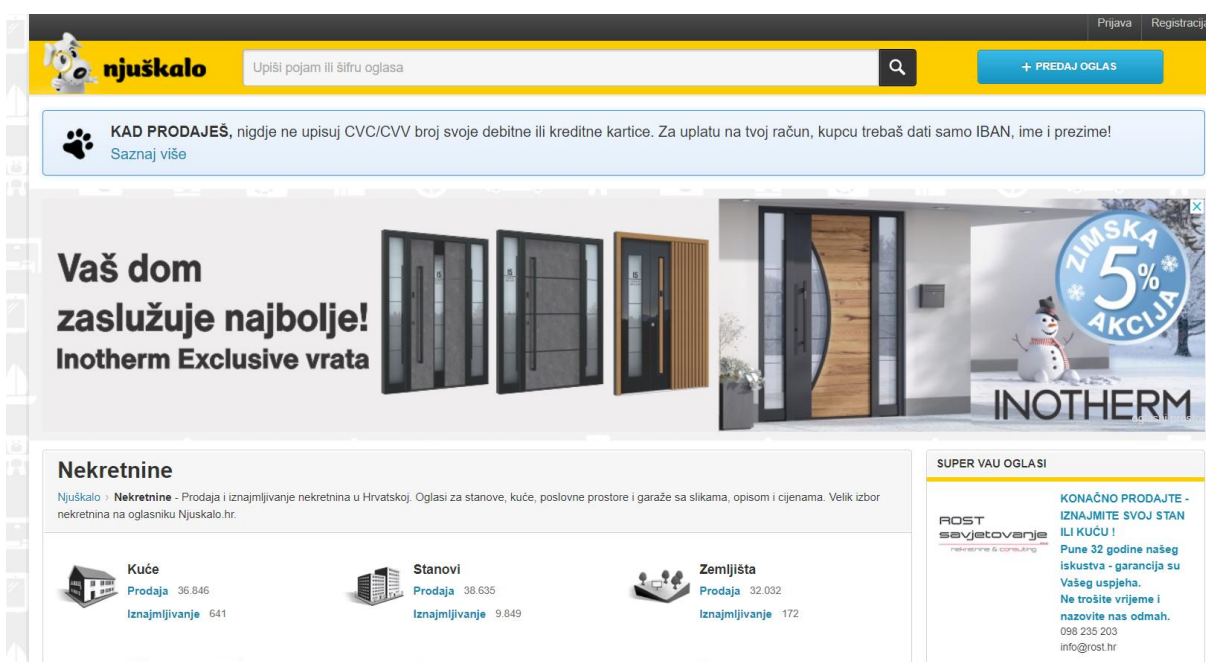 Prijava Registracija
njuškalo
Upiši pojam ili šifru oglasa
+ PREDAJ OGLAS
KAD PRODAJEŠ, nigdje ne upisuj CVC/CVV broj svoje debitne ili kreditne kartice. Za uplatu na tvoj račun, kupcu trebaš dati samo IBAN, ime i prezime!
Saznaj više
Vaš dom
zaslužuje najbolje!
Inotherm Exclusive vrata
15
15
15
ZIMSKA
5%
AKCIJA
INOTHERM
Nekretnine
Njuškalo › Nekretnine - Prodaja i iznajmljivanje nekretnina u Hrvatskoj. Oglasi za stanove, kuće, poslovne prostore i garaže sa slikama, opisom i cijenama. Velik izbor
nekretnina na oglasniku Njuskalo.hr.
Kuće
Prodaja 36.846
Iznajmljivanje 641
Stanovi
Prodaja 38.635
Iznajmljivanje 9.849
Zemljišta
Prodaja 32.032
Iznajmljivanje 172
SUPER VAU OGLASI
ROST
savjetovanje
nekretnine & consulting
KONAČNO PRODAJTE -
IZNAJMITE SVOJ STAN
ILI KUĆU !
Pune 32 godine našeg
iskustva - garancija su
Vašeg uspjeha.
Ne trošite vrijeme i
nazovite nas odmah.
098 235 203
info@rost.hr